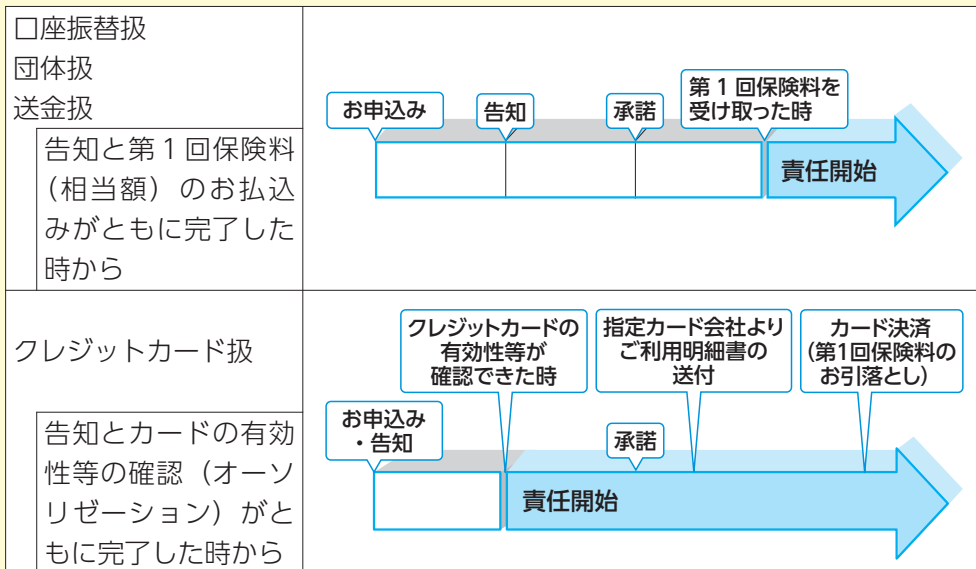 口座振替扱
団体扱
送金扱
告知と第１回保険料
（相当額）のお払込
みがともに完了した
時から
お申込み
告知
承諾
第１回保険料を
受け取った時
責任開始
クレジットカード扱
告知とカードの有効
性等の確認（オーソ
リゼーション）がと
もに完了した時から
お申込み
・告知
クレジットカードの
有効性等が
確認できた時
承諾
指定カード会社より
ご利用明細書の
送付
カード決済
（第1回保険料の
お引落とし）
責任開始